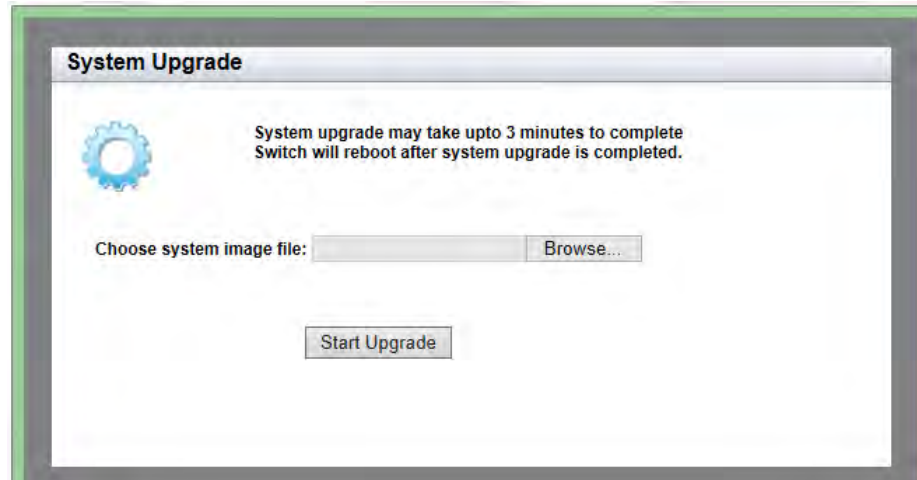 System Upgrade
System upgrade may take upto 3 minutes to complete
Switch will reboot after system upgrade is completed.
Choose system image file: Browse...
Start Upgrade